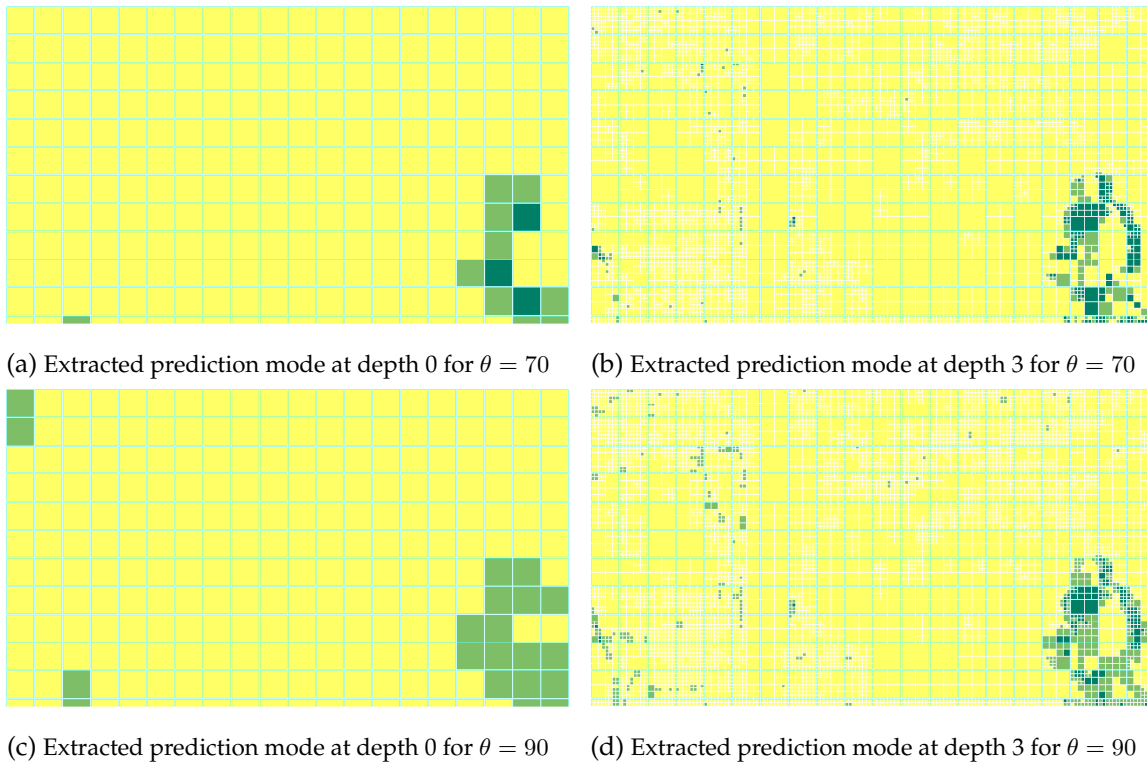 (a) Extracted prediction mode at depth 0 for θ = 70
(b) Extracted prediction mode at depth 3 for θ = 70
(c) Extracted prediction mode at depth 0 for θ = 90
(d) Extracted prediction mode at depth 3 for θ = 90